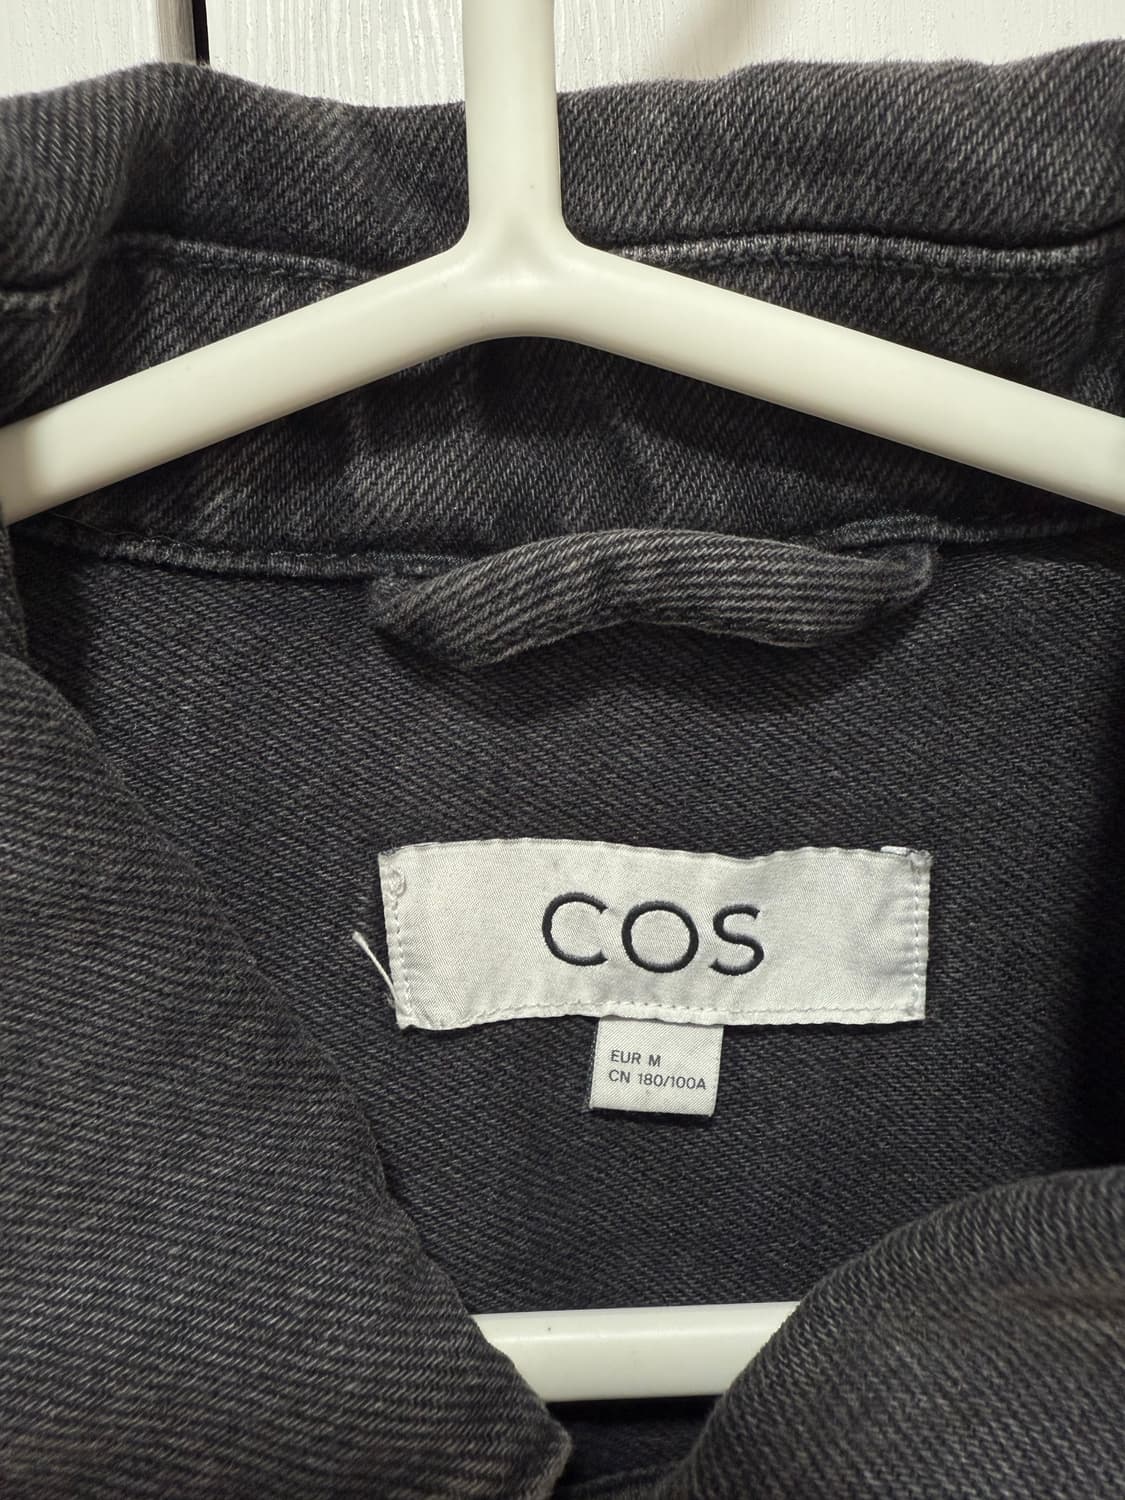 COS
EUR M
CN 180/100A